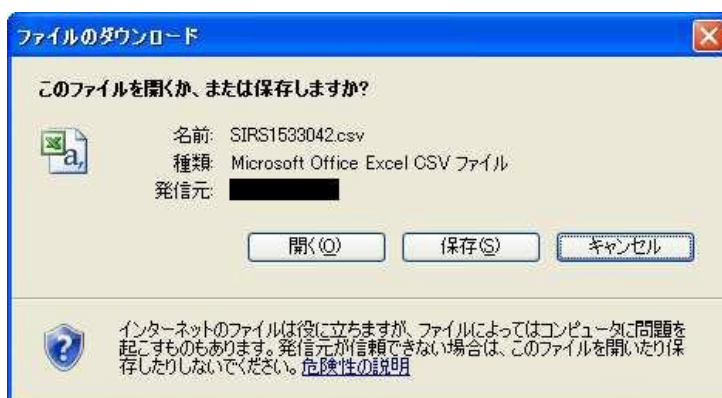 ファイルのダウンロード
このファイルを開くか、または保存しますか?
名前: SIRS1533042.csv
種類: Microsoft Office Excel CSV ファイル
発信元:
開く(O) 保存(S) キャンセル
インターネットのファイルは役に立ちますが、ファイルによってはコンピュータに問題を
起こすものもあります。発信元が信頼できない場合は、このファイルを開いたり保
存したりしないでください。危険性の説明